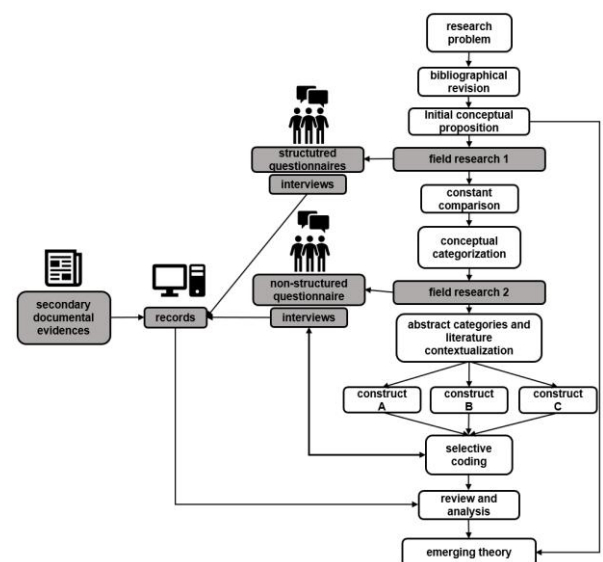 research
problem
bibliographical
revision
Initial conceptual
proposition
structutred
questionnaires
field research 1
interviews
constant
comparison
conceptual
categorization
non-structured
questionnaire
field research 2
secondary
documental
evidences
records
interviews
abstract categories and
literature
contextualization
construct
A
construct
B
construct
C
selective
coding
review and
analysis
emerging theory